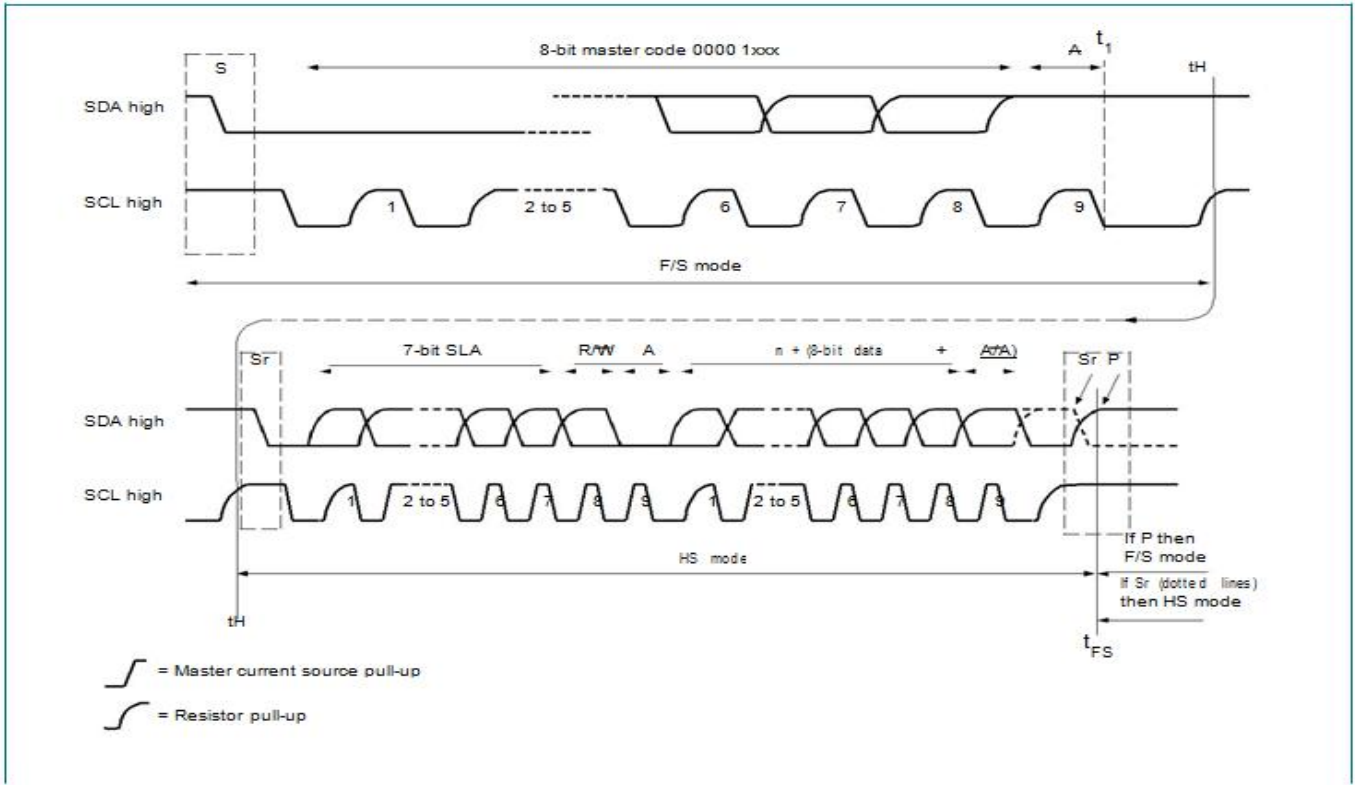 8-bit master code 0000 1xxx
A
t1
tH
S
SDA high
SCL high
1
2 to 5
6
7
8
9
F/S mode
Sr
7-bit SLA
R/W
A
n + (8-bit data
+
A/A)
Sr P
SDA high
SCL high
1
2 to 5
6
7
8
9
1
2 to 5
6
7
8
9
HS mode
If P then
F/S mode
If Sr (dotted lines)
then HS mode
tH
tFS
= Master current source pull-up
= Resistor pull-up